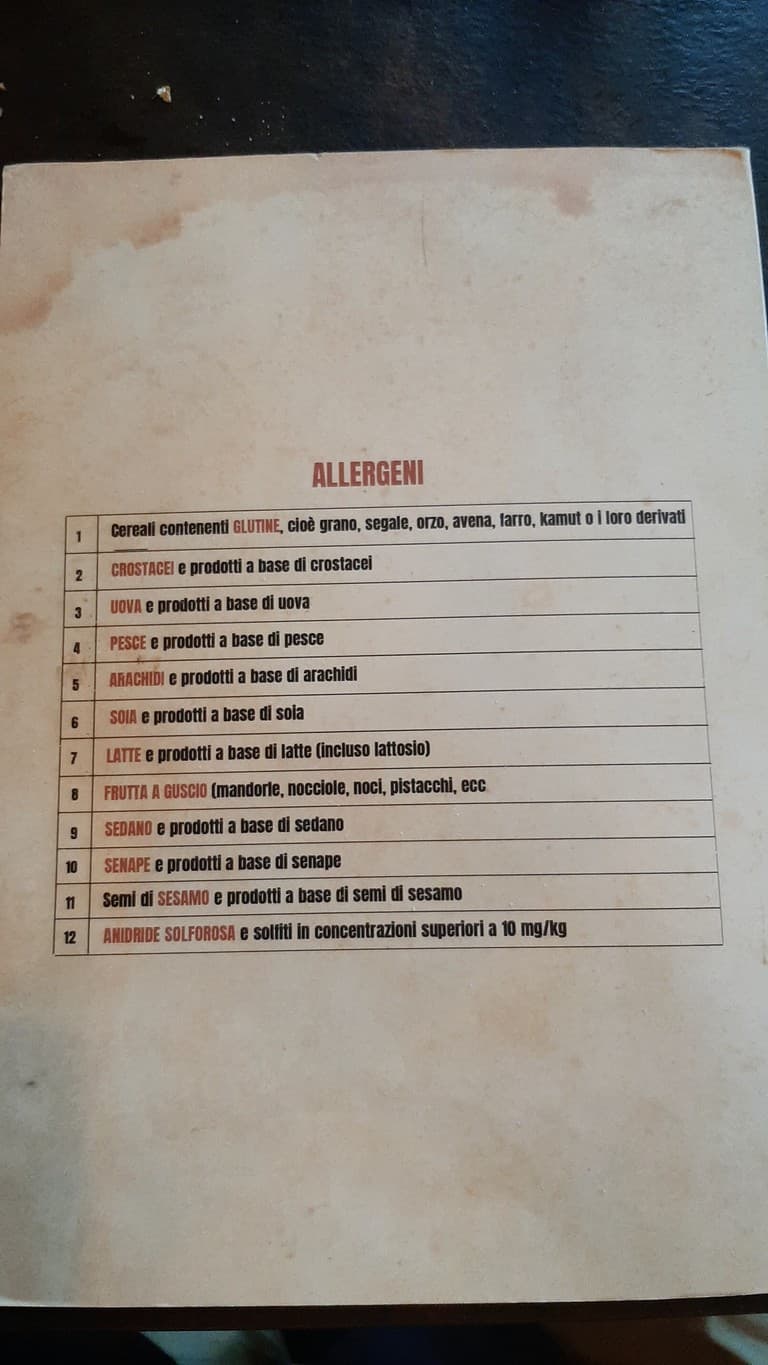 ALLERGENI
1 Cereali contenenti GLUTINE, cioè grano, segale, orzo, avena, farro, kamut o i loro derivati
2 CROSTACEI e prodotti a base di crostacei
3 UOVA e prodotti a base di uova
4 PESCE e prodotti a base di pesce
5 ARACHIDI e prodotti a base di arachidi
6 SOIA e prodotti a base di soia
7 LATTE e prodotti a base di latte (incluso lattosio)
8 FRUTTA A GUSCIO (mandorle, nocciole, noci, pistacchi, ecc
9 SEDANO e prodotti a base di sedano
10 SENAPE e prodotti a base di senape
11 Semi di SESAMO e prodotti a base di semi di sesamo
12 ANIDRIDE SOLFOROSA e solfiti in concentrazioni superiori a 10 mg/kg